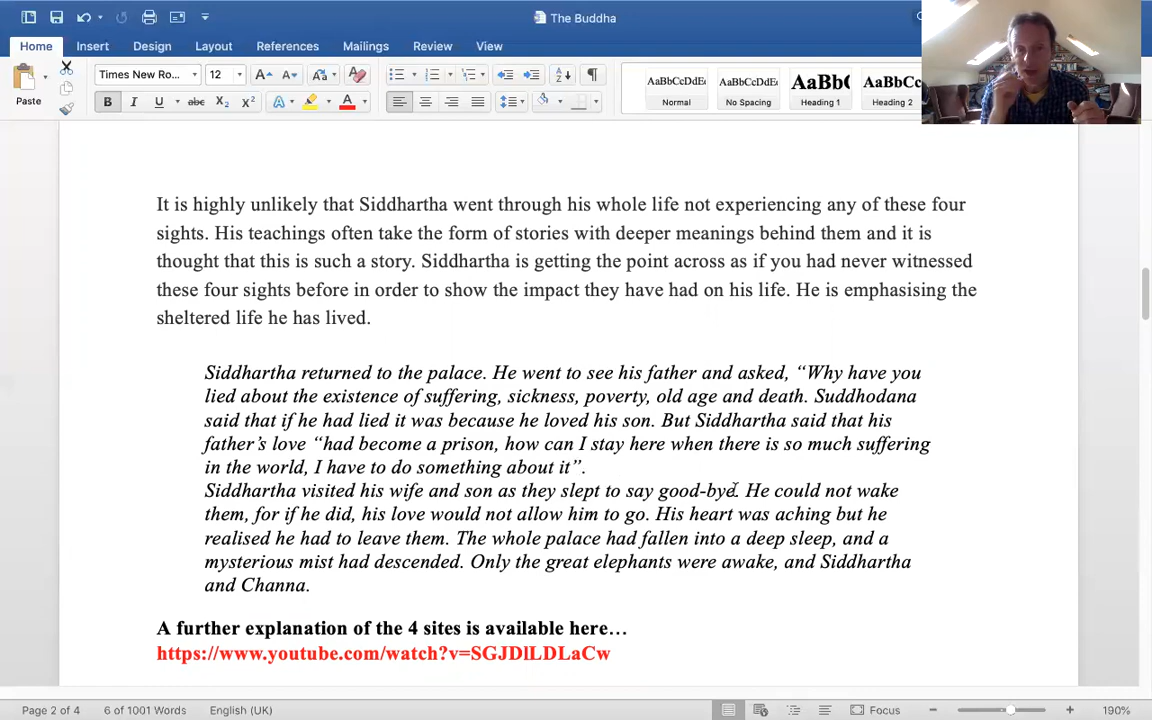 The Buddha
Home Insert Design Layout References Mailings Review View
Paste
Times New Ro... 12
B I U abc X2 X2 A A
AaBbCcDdEe AaBbCcDdEe AaBb( AaBbCcDdEe
Normal No Spacing Heading 1 Heading 2
It is highly unlikely that Siddhartha went through his whole life not experiencing any of these four
sights. His teachings often take the form of stories with deeper meanings behind them and it is
thought that this is such a story. Siddhartha is getting the point across as if you had never witnessed
these four sights before in order to show the impact they have had on his life. He is emphasising the
sheltered life he has lived.
Siddhartha returned to the palace. He went to see his father and asked, “Why have you
lied about the existence of suffering, sickness, poverty, old age and death. Suddhodana
said that if he had lied it was because he loved his son. But Siddhartha said that his
father’s love “had become a prison, how can I stay here when there is so much suffering
in the world, I have to do something about it”.
Siddhartha visited his wife and son as they slept to say good-bye. He could not wake
them, for if he did, his love would not allow him to go. His heart was aching but he
realised he had to leave them. The whole palace had fallen into a deep sleep, and a
mysterious mist had descended. Only the great elephants were awake, and Siddhartha
and Channa.
A further explanation of the 4 sites is available here…
https://www.youtube.com/watch?v=SGJDlLDLaCw
Page 2 of 4 6 of 1001 Words English (UK) Focus 190%